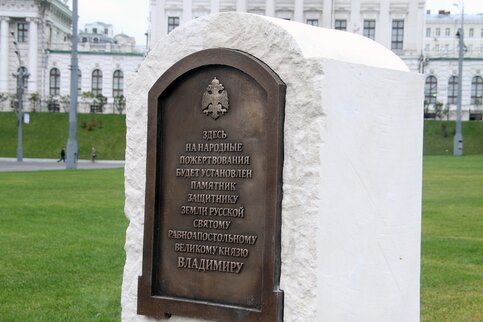 ЗДЕСЬ
НА НАРОДНЫЕ
ПОЖЕРТВОВАНИЯ
БУДЕТ УСТАНОВЛЕН
ПАМЯТНИК
ЗАЩИТНИКУ
ЗЕМЛИ РУССКОЙ
СВЯТОМУ
РАВНОАПОСТОЛЬНОМУ
ВЕЛИКОМУ КНЯЗЮ
ВЛАДИМИРУ